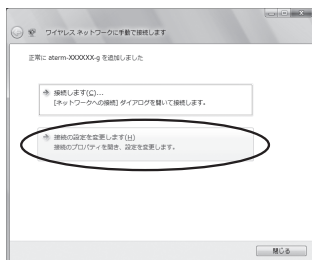 ワイヤレス ネットワークに手動で接続します
正常に aterm-XXXXXX-g を追加しました
接続します(C)...
[ネットワークへの接続] ダイアログを開いて接続します。
接続の設定を変更します(H)
接続のプロパティを開き、設定を変更します。
閉じる